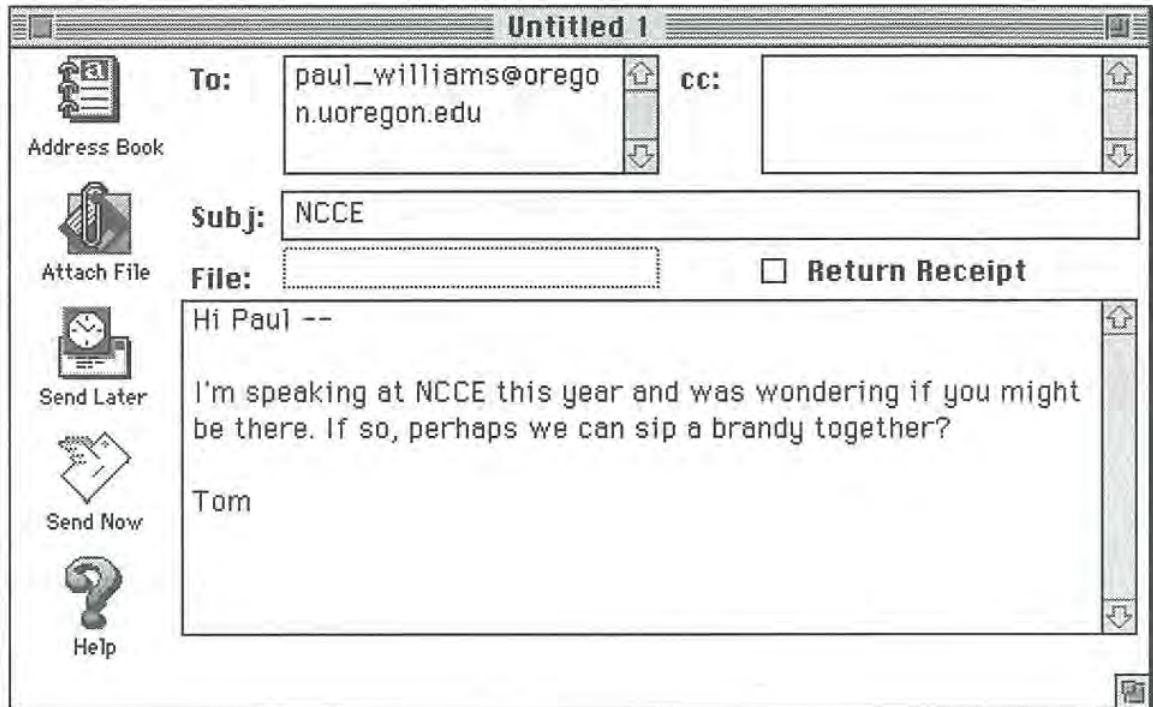 Untitled 1
Address Book
To:
paul_williams@orego
n.uoregon.edu
cc:
Attach File
Subj:
NCCE
File:
Return Receipt
Send Later
Send Now
Help
Hi Paul --
I'm speaking at NCCE this year and was wondering if you might
be there. If so, perhaps we can sip a brandy together?
Tom